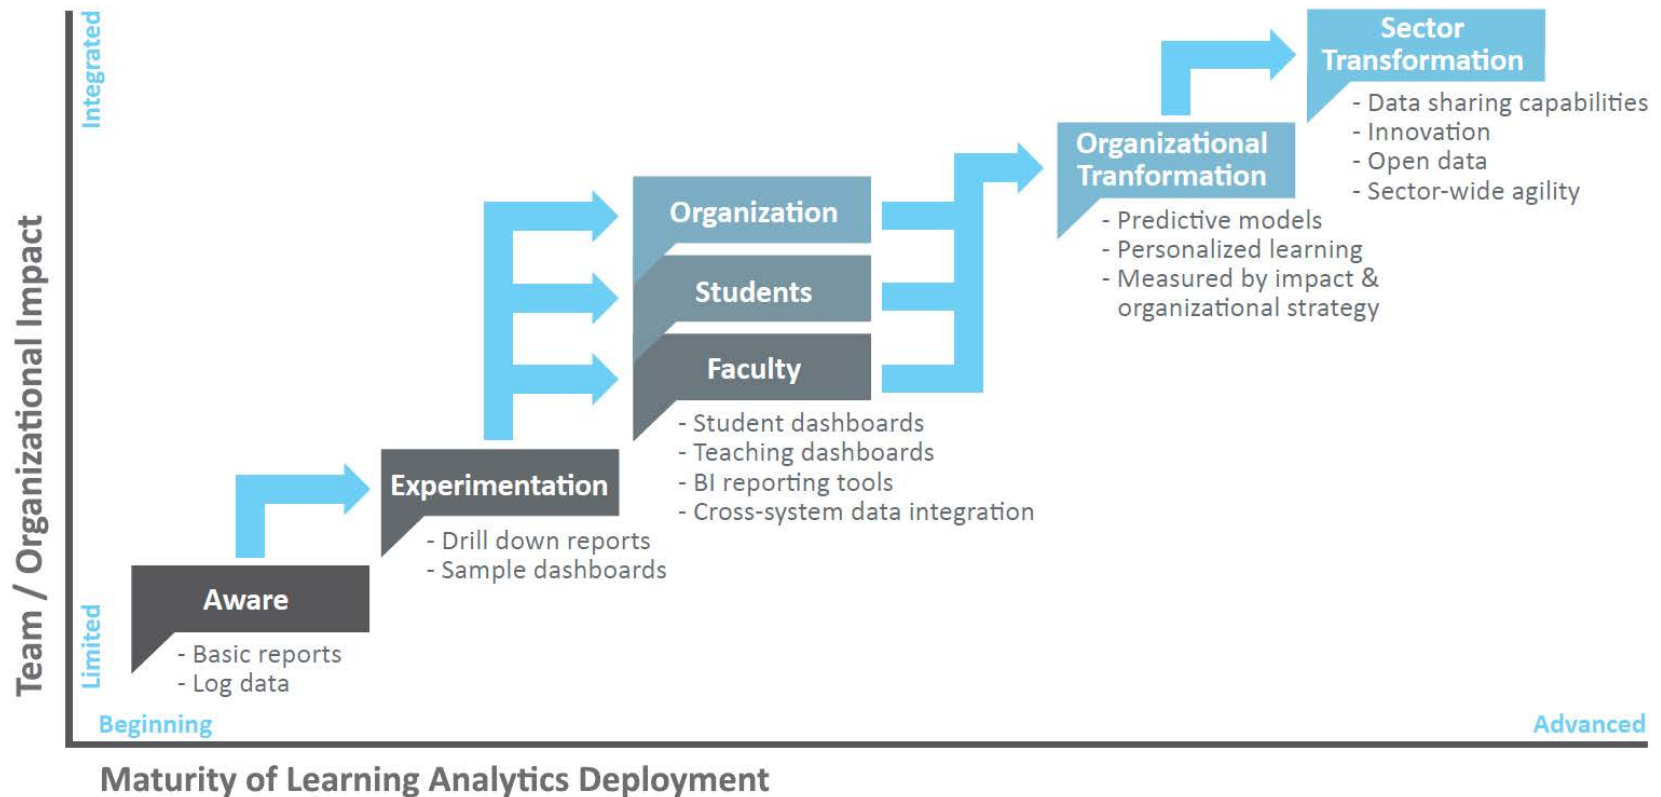 Team / Organizational Impact
Integrated
Limited
Sector
Transformation
- Data sharing capabilities
- Innovation
- Open data
- Sector-wide agility
Organizational
Tranformation
- Predictive models
- Personalized learning
- Measured by impact &
organizational strategy
Organization
Students
Faculty
- Student dashboards
- Teaching dashboards
- BI reporting tools
- Cross-system data integration
Experimentation
- Drill down reports
- Sample dashboards
Aware
- Basic reports
- Log data
Beginning
Advanced
Maturity of Learning Analytics Deployment